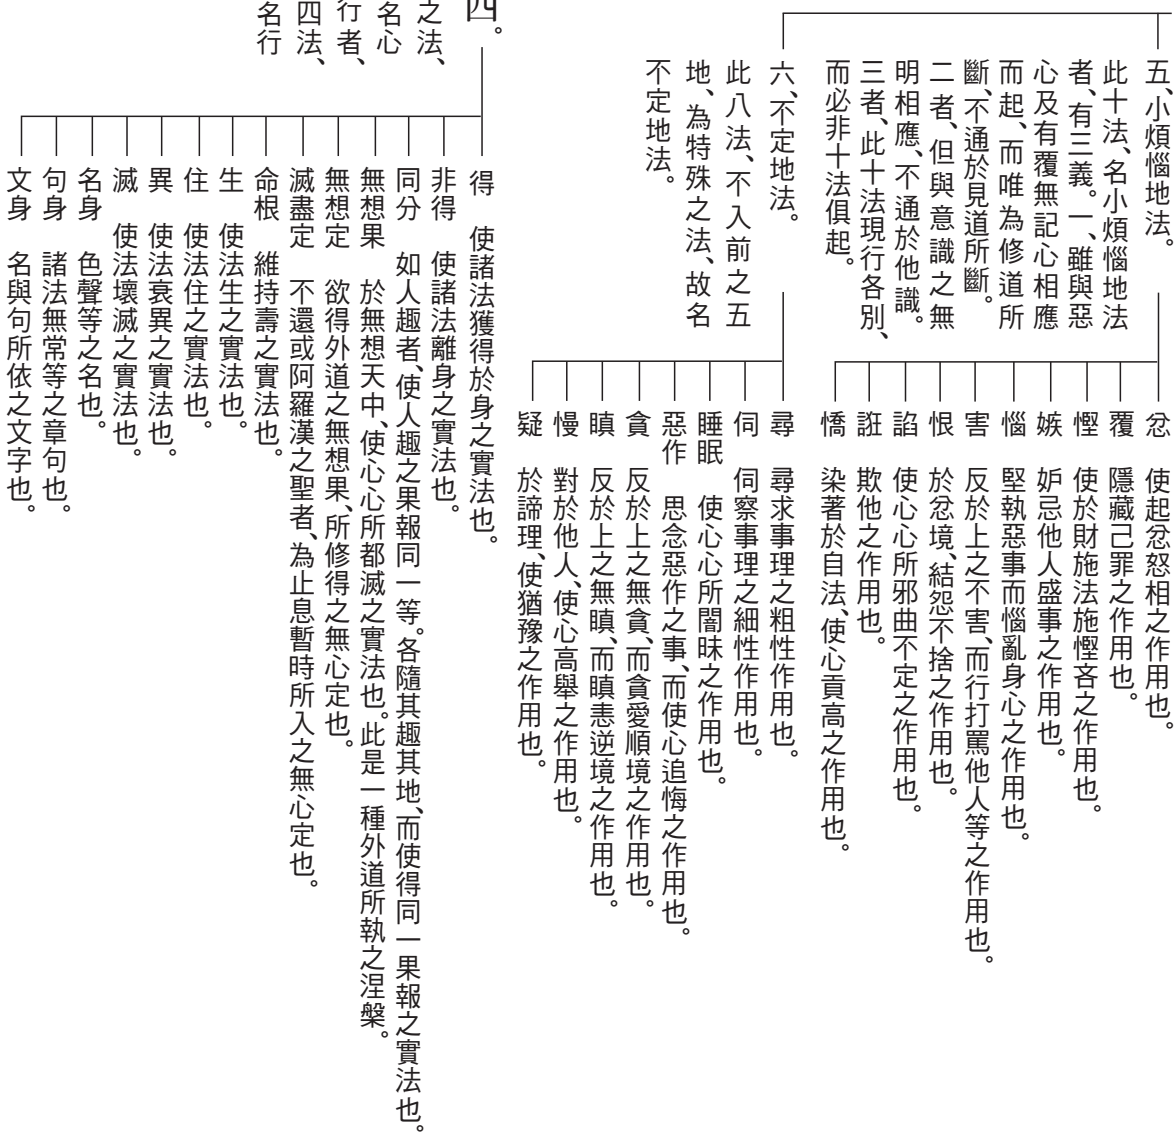 五、小煩惱地法。
此十法、名小煩惱地法
者、有三義。一、雖與惡
心及有覆無記心相應
而起、而唯為修道所
斷、不通於見道所斷。
二者、但與意識之無
明相應、不通於他識。
三者、此十法現行各別、
而必非十法俱起。
忿 使起忿怒相之作用也。
覆 隱藏己罪之作用也。
慳 使於財施法施慳吝之作用也。
嫉 妒忌他人盛事之作用也。
惱 堅執惡事而惱亂身心之作用也。
害 反於上之不害、而行打罵他人等之作用也。
恨 於忿境、結怨不捨之作用也。
諂 使心心所邪曲不定之作用也。
誑 欺他之作用也。
憍 染著於自法、使心貢高之作用也。
六、不定地法。
此八法、不入前之五
地、為特殊之法、故名
不定地法。
尋 尋求事理之粗性作用也。
伺 伺察事理之細性作用也。
睡眠 使心心所闇昧之作用也。
惡作 思念惡作之事、而使心追悔之作用也。
貪 反於上之無貪、而貪愛順境之作用也。
瞋 反於上之無瞋、而瞋恚逆境之作用也。
慢 對於他人、使心高舉之作用也。
疑 於諦理、使猶豫之作用也。
四。
之法、
名心
行者、
四法、
名行
得 使諸法獲得於身之實法也。
非得 使諸法離身之實法也。
同分 如人趣者、使人趣之果報同一等。各隨其趣其地、而使得同一果報之實法也。
無想果 於無想天中、使心心所都滅之實法也。此是一種外道所執之涅槃。
無想定 欲得外道之無想果、所修得之無心定也。
滅盡定 不還或阿羅漢之聖者、為止息暫時所入之無心定也。
命根 維持壽之實法也。
生 使法生之實法也。
住 使法住之實法也。
異 使法衰異之實法也。
滅 使法壞滅之實法也。
名身 色聲等之名也。
句身 諸法無常等之章句也。
文身 名與句所依之文字也。